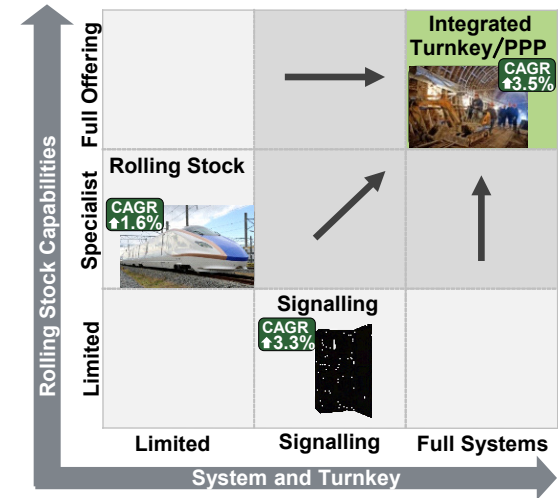 Integrated
Turnkey/PPP
CAGR
⬆3.5%
Full Offering
Rolling Stock
CAGR
⬆1.6%
Specialist
Rolling Stock Capabilities
Signalling
CAGR
⬆3.3%
Limited
Limited
Signalling
Full Systems
System and Turnkey